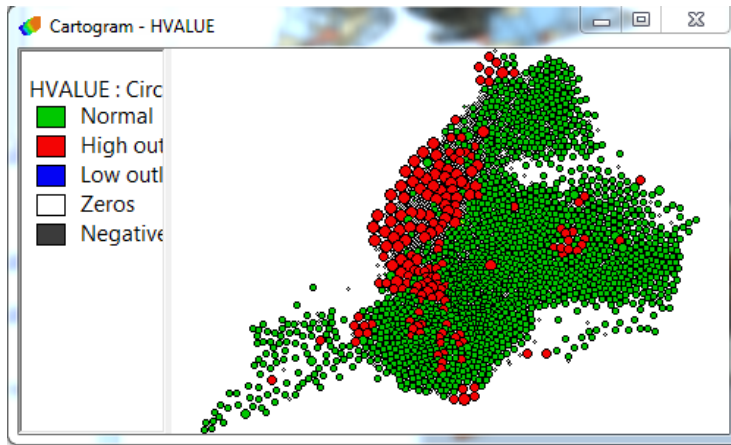 Cartogram - HVALUE
HVALUE : Circ
Normal
High out
Low outl
Zeros
Negative